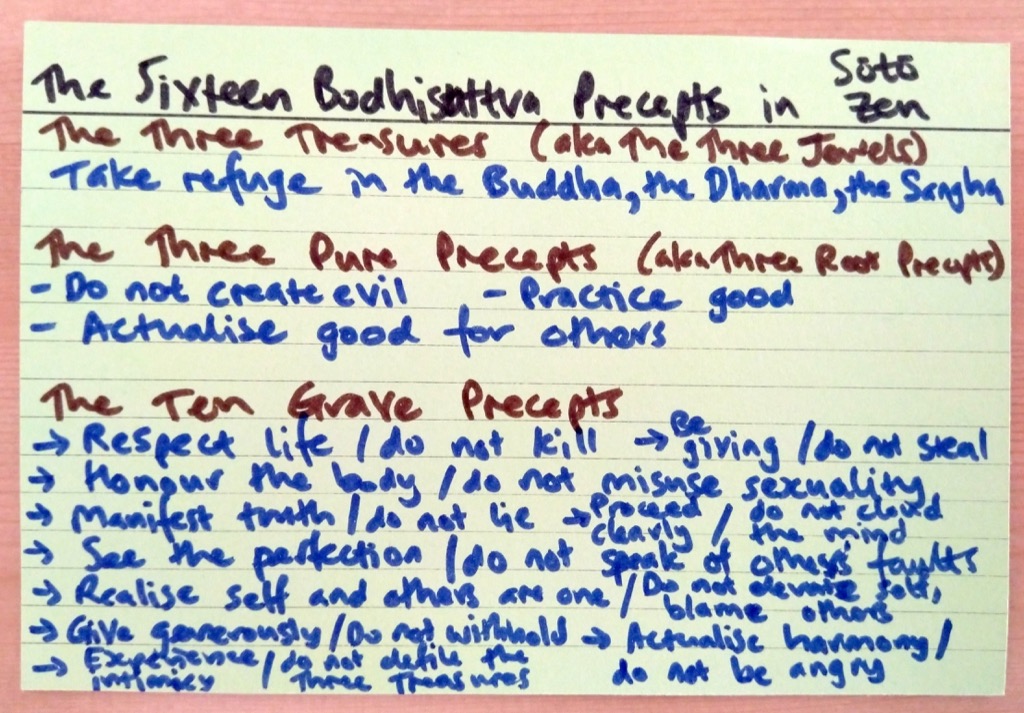 The Sixteen Bodhisattva Precepts in Sōtō Zen
The Three Treasures (aka The Three Jewels)
Take refuge in the Buddha, the Dharma, the Sangha
The Three Pure Precepts (aka Three Root Precepts)
- Do not create evil - Practice good
- Actualise good for others
The Ten Grave Precepts
→ Respect life / do not kill → Be giving / do not steal
→ Honour the body / do not misuse sexuality
→ Manifest truth / do not lie → Proceed clearly / do not cloud the mind
→ See the perfection / do not speak of others faults
→ Realise self and others are one / Do not elevate self, blame others
→ Give generously / Do not withhold → Actualise harmony / do not be angry
→ Experience intimacy / do not defile the Three Treasures